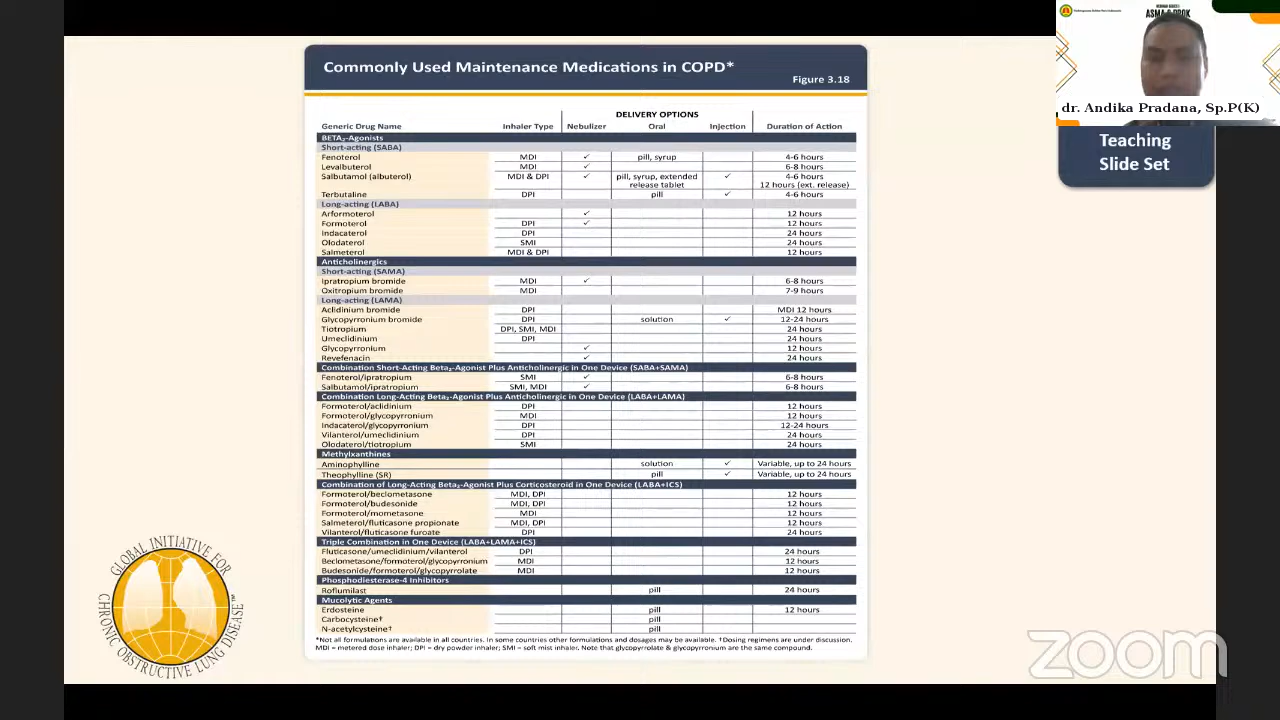 Commonly Used Maintenance Medications in COPD*
Figure 3.18
DELIVERY OPTIONS
Generic Drug Name Inhaler Type Nebulizer Oral Injection Duration of Action
BETA₂-Agonists
Short-acting (SABA)
Fenoterol MDI ✓ pill, syrup 4-6 hours
Levalbuterol MDI ✓ 6-8 hours
Salbutamol (albuterol) MDI & DPI ✓ pill, syrup, extended release tablet ✓ 4-6 hours
12 hours (ext. release)
Terbutaline DPI pill ✓ 4-6 hours
Long-acting (LABA)
Arformoterol ✓ 12 hours
Formoterol DPI ✓ 12 hours
Indacaterol DPI 24 hours
Olodaterol SMI 24 hours
Salmeterol MDI & DPI 12 hours
Anticholinergics
Short-acting (SAMA)
Ipratropium bromide MDI ✓ 6-8 hours
Oxitropium bromide MDI 7-9 hours
Long-acting (LAMA)
Aclidinium bromide DPI MDI 12 hours
Glycopyrronium bromide DPI solution ✓ 12-24 hours
Tiotropium DPI, SMI, MDI 24 hours
Umeclidinium DPI 24 hours
Glycopyrronium ✓ 12 hours
Revefenacin ✓ 24 hours
Combination Short-Acting Beta₂-Agonist Plus Anticholinergic in One Device (SABA+SAMA)
Fenoterol/ipratropium SMI ✓ 6-8 hours
Salbutamol/ipratropium SMI, MDI ✓ 6-8 hours
Combination Long-Acting Beta₂-Agonist Plus Anticholinergic in One Device (LABA+LAMA)
Formoterol/aclidinium DPI 12 hours
Formoterol/glycopyrronium MDI 12 hours
Indacaterol/glycopyrronium DPI 12-24 hours
Vilanterol/umeclidinium DPI 24 hours
Olodaterol/tiotropium SMI 24 hours
Methylxanthines
Aminophylline solution ✓ Variable, up to 24 hours
Theophylline (SR) pill ✓ Variable, up to 24 hours
Combination of Long-Acting Beta₂-Agonist Plus Corticosteroid in One Device (LABA+ICS)
Formoterol/beclometasone MDI, DPI 12 hours
Formoterol/budesonide MDI, DPI 12 hours
Formoterol/mometasone MDI 12 hours
Salmeterol/fluticasone propionate MDI, DPI 12 hours
Vilanterol/fluticasone furoate DPI 24 hours
Triple Combination in One Device (LABA+LAMA+ICS)
Fluticasone/umeclidinium/vilanterol DPI 24 hours
Beclometasone/formoterol/glycopyrronium MDI 12 hours
Budesonide/formoterol/glycopyrrolate MDI 12 hours
Phosphodiesterase-4 Inhibitors
Roflumilast pill 24 hours
Mucolytic Agents
Erdosteine pill 12 hours
Carbocysteine† pill
N-acetylcysteine† pill
*Not all formulations are available in all countries. In some countries other formulations and dosages may be available. †Dosing regimens are under discussion.
MDI = metered dose inhaler; DPI = dry powder inhaler; SMI = soft mist inhaler. Note that glycopyrrolate & glycopyrronium are the same compound.
GLOBAL INITIATIVE FOR
CHRONIC OBSTRUCTIVE LUNG DISEASE
ASMA & PPOK
dr. Andika Pradana, Sp.P(K)
Teaching
Slide Set
zoom